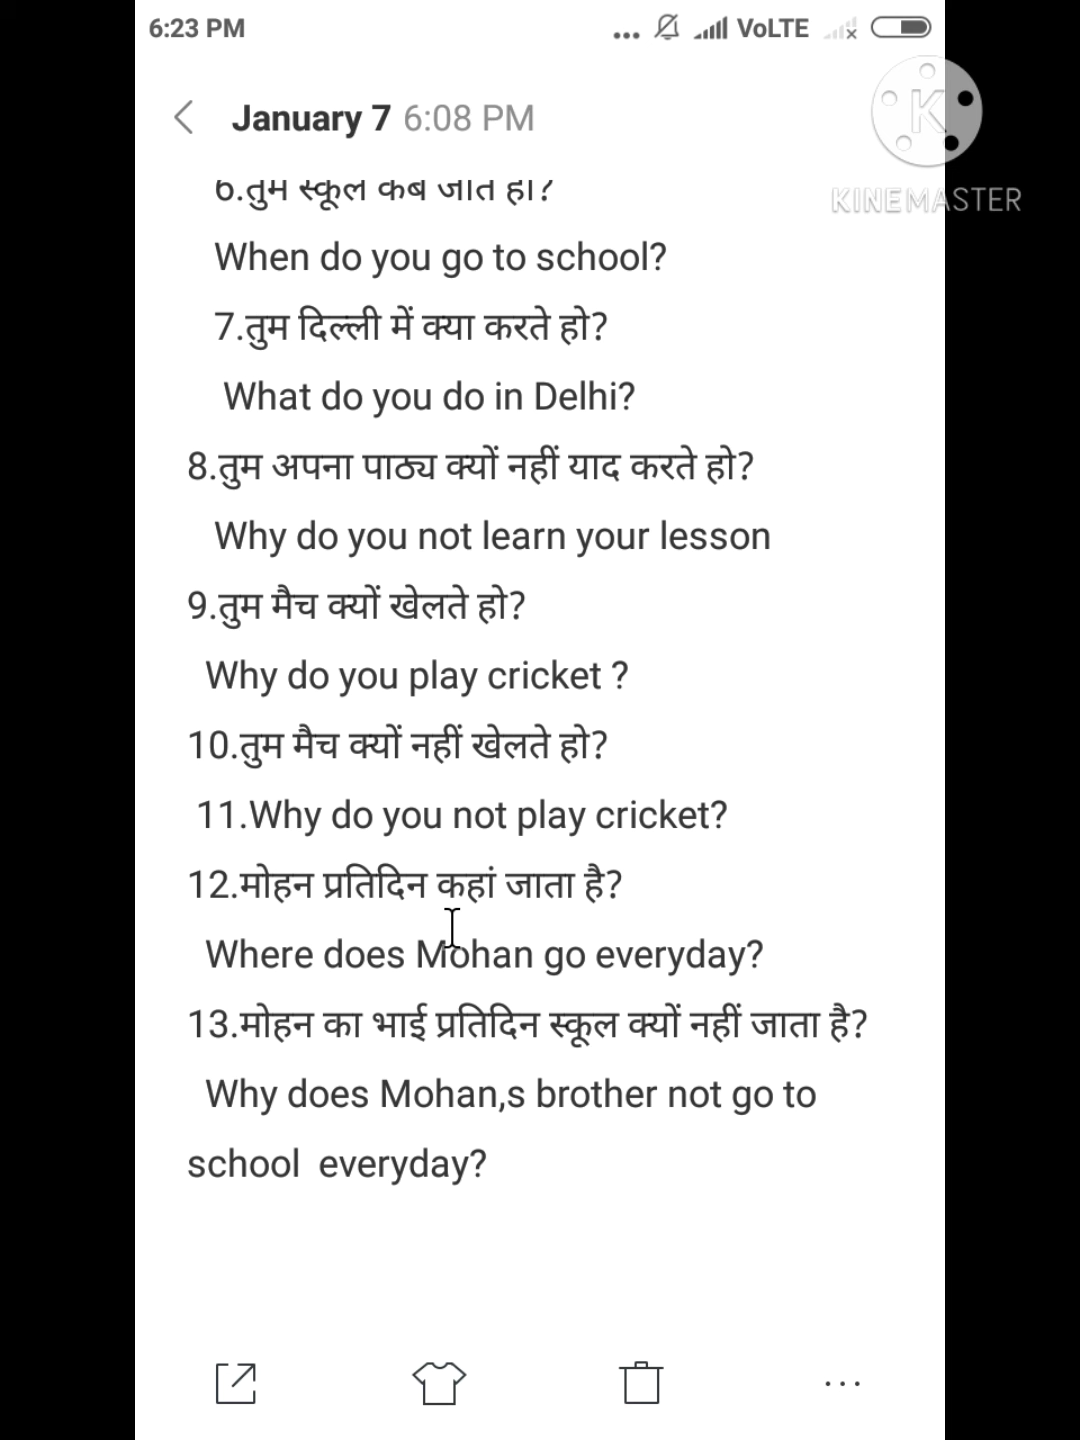 6:23 PM
... VoLTE
January 7 6:08 PM
K
KINEMASTER
6.तुम स्कूल कब जाते हो?
When do you go to school?
7.तुम दिल्ली में क्या करते हो?
What do you do in Delhi?
8.तुम अपना पाठ्य क्यों नहीं याद करते हो?
Why do you not learn your lesson
9.तुम मैच क्यों खेलते हो?
Why do you play cricket ?
10.तुम मैच क्यों नहीं खेलते हो?
11.Why do you not play cricket?
12.मोहन प्रतिदिन कहां जाता है?
Where does Mohan go everyday?
13.मोहन का भाई प्रतिदिन स्कूल क्यों नहीं जाता है?
Why does Mohan,s brother not go to
school everyday?